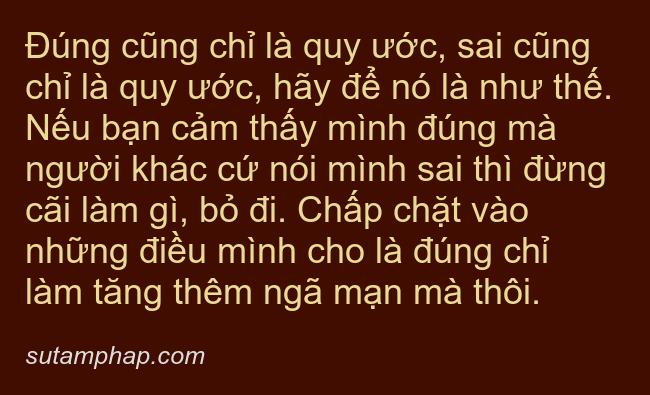 Đúng cũng chỉ là quy ước, sai cũng
chỉ là quy ước, hãy để nó là như thế.
Nếu bạn cảm thấy mình đúng mà
người khác cứ nói mình sai thì đừng
cãi làm gì, bỏ đi. Chấp chặt vào
những điều mình cho là đúng chỉ
làm tăng thêm ngã mạn mà thôi.
sutamphap.com